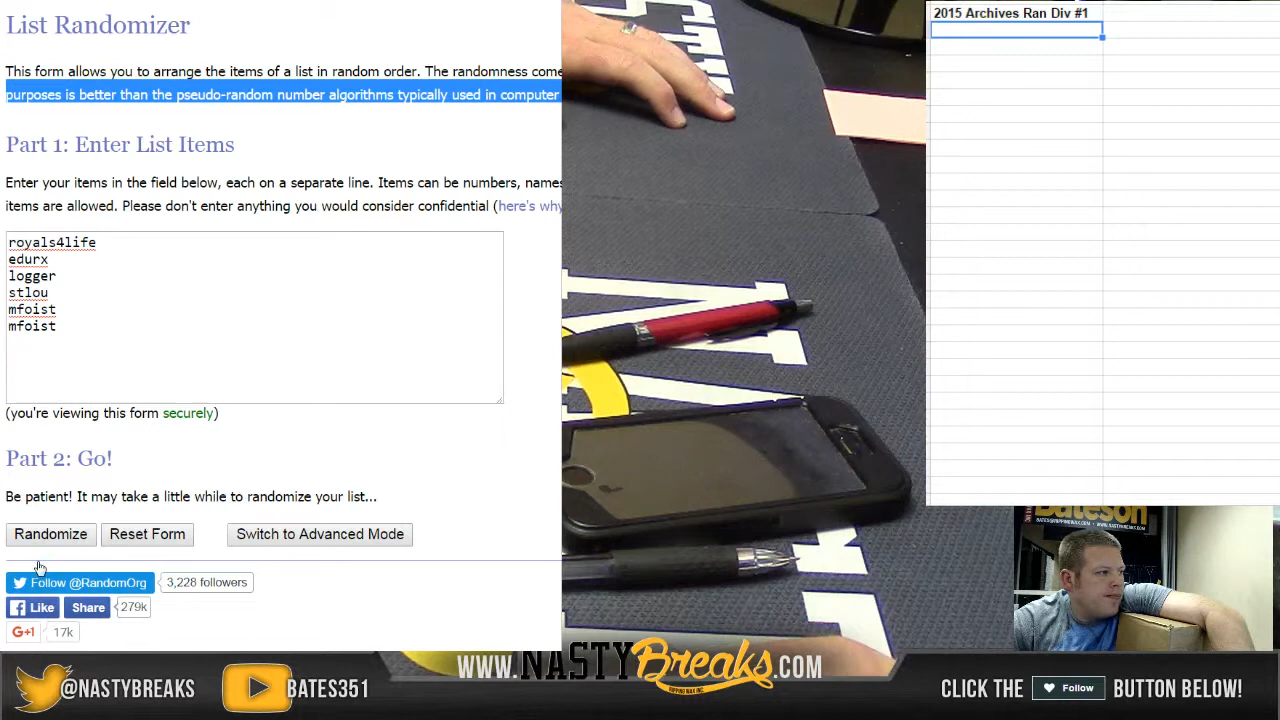 List Randomizer
This form allows you to arrange the items of a list in random order. The randomness come
purposes is better than the pseudo-random number algorithms typically used in computer
Part 1: Enter List Items
Enter your items in the field below, each on a separate line. Items can be numbers, names
items are allowed. Please don't enter anything you would consider confidential (here's why
royals4life
edurx
logger
stlou
mfoist
mfoist
(you're viewing this form securely)
Part 2: Go!
Be patient! It may take a little while to randomize your list...
Randomize Reset Form Switch to Advanced Mode
Follow @RandomOrg 3,228 followers
Like Share 279k
G+1 17k
2015 Archives Ran Div #1
Bateson
@NASTYBREAKS
BATES351
WWW.NASTYBreaks.COM
RIPPING WAX INC
CLICK THE Follow BUTTON BELOW!